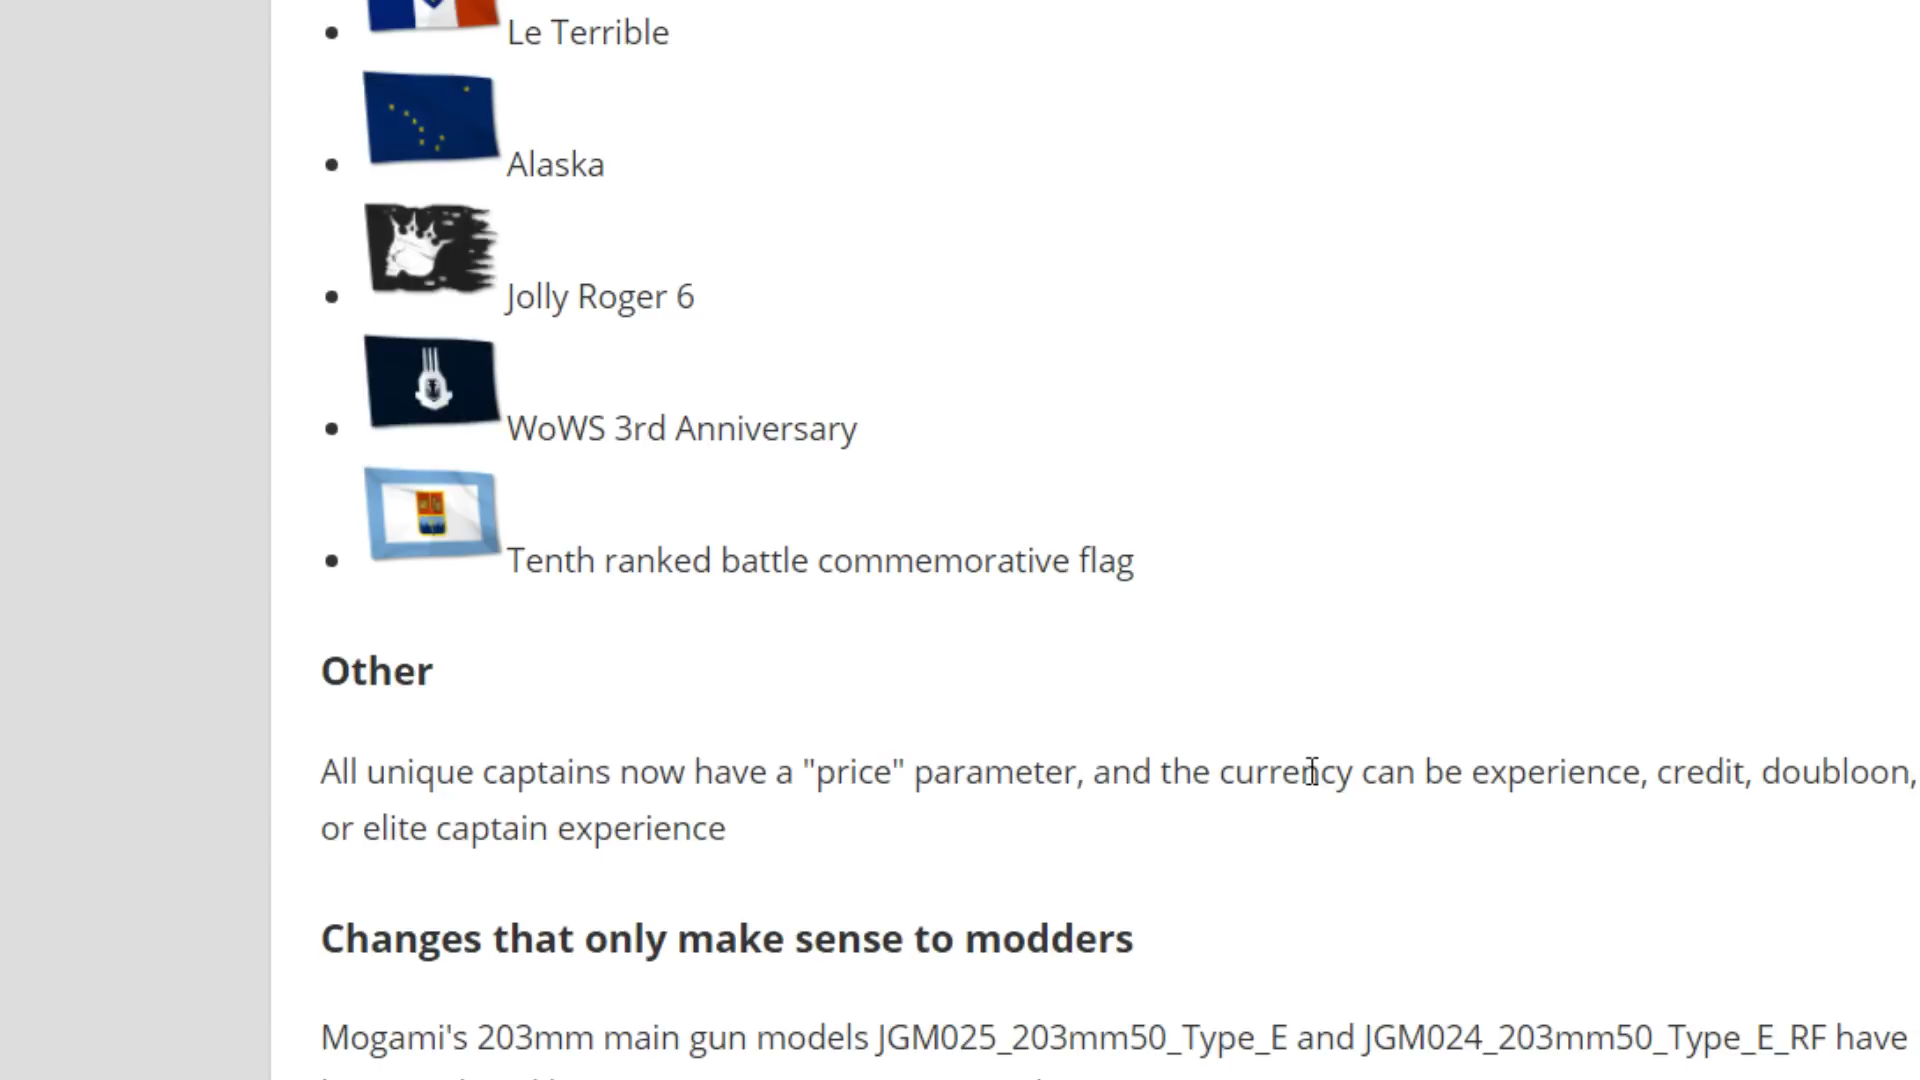 Le Terrible
Alaska
Jolly Roger 6
WoWS 3rd Anniversary
Tenth ranked battle commemorative flag
Other
All unique captains now have a "price" parameter, and the currency can be experience, credit, doubloon,
or elite captain experience
Changes that only make sense to modders
Mogami's 203mm main gun models JGM025_203mm50_Type_E and JGM024_203mm50_Type_E_RF have